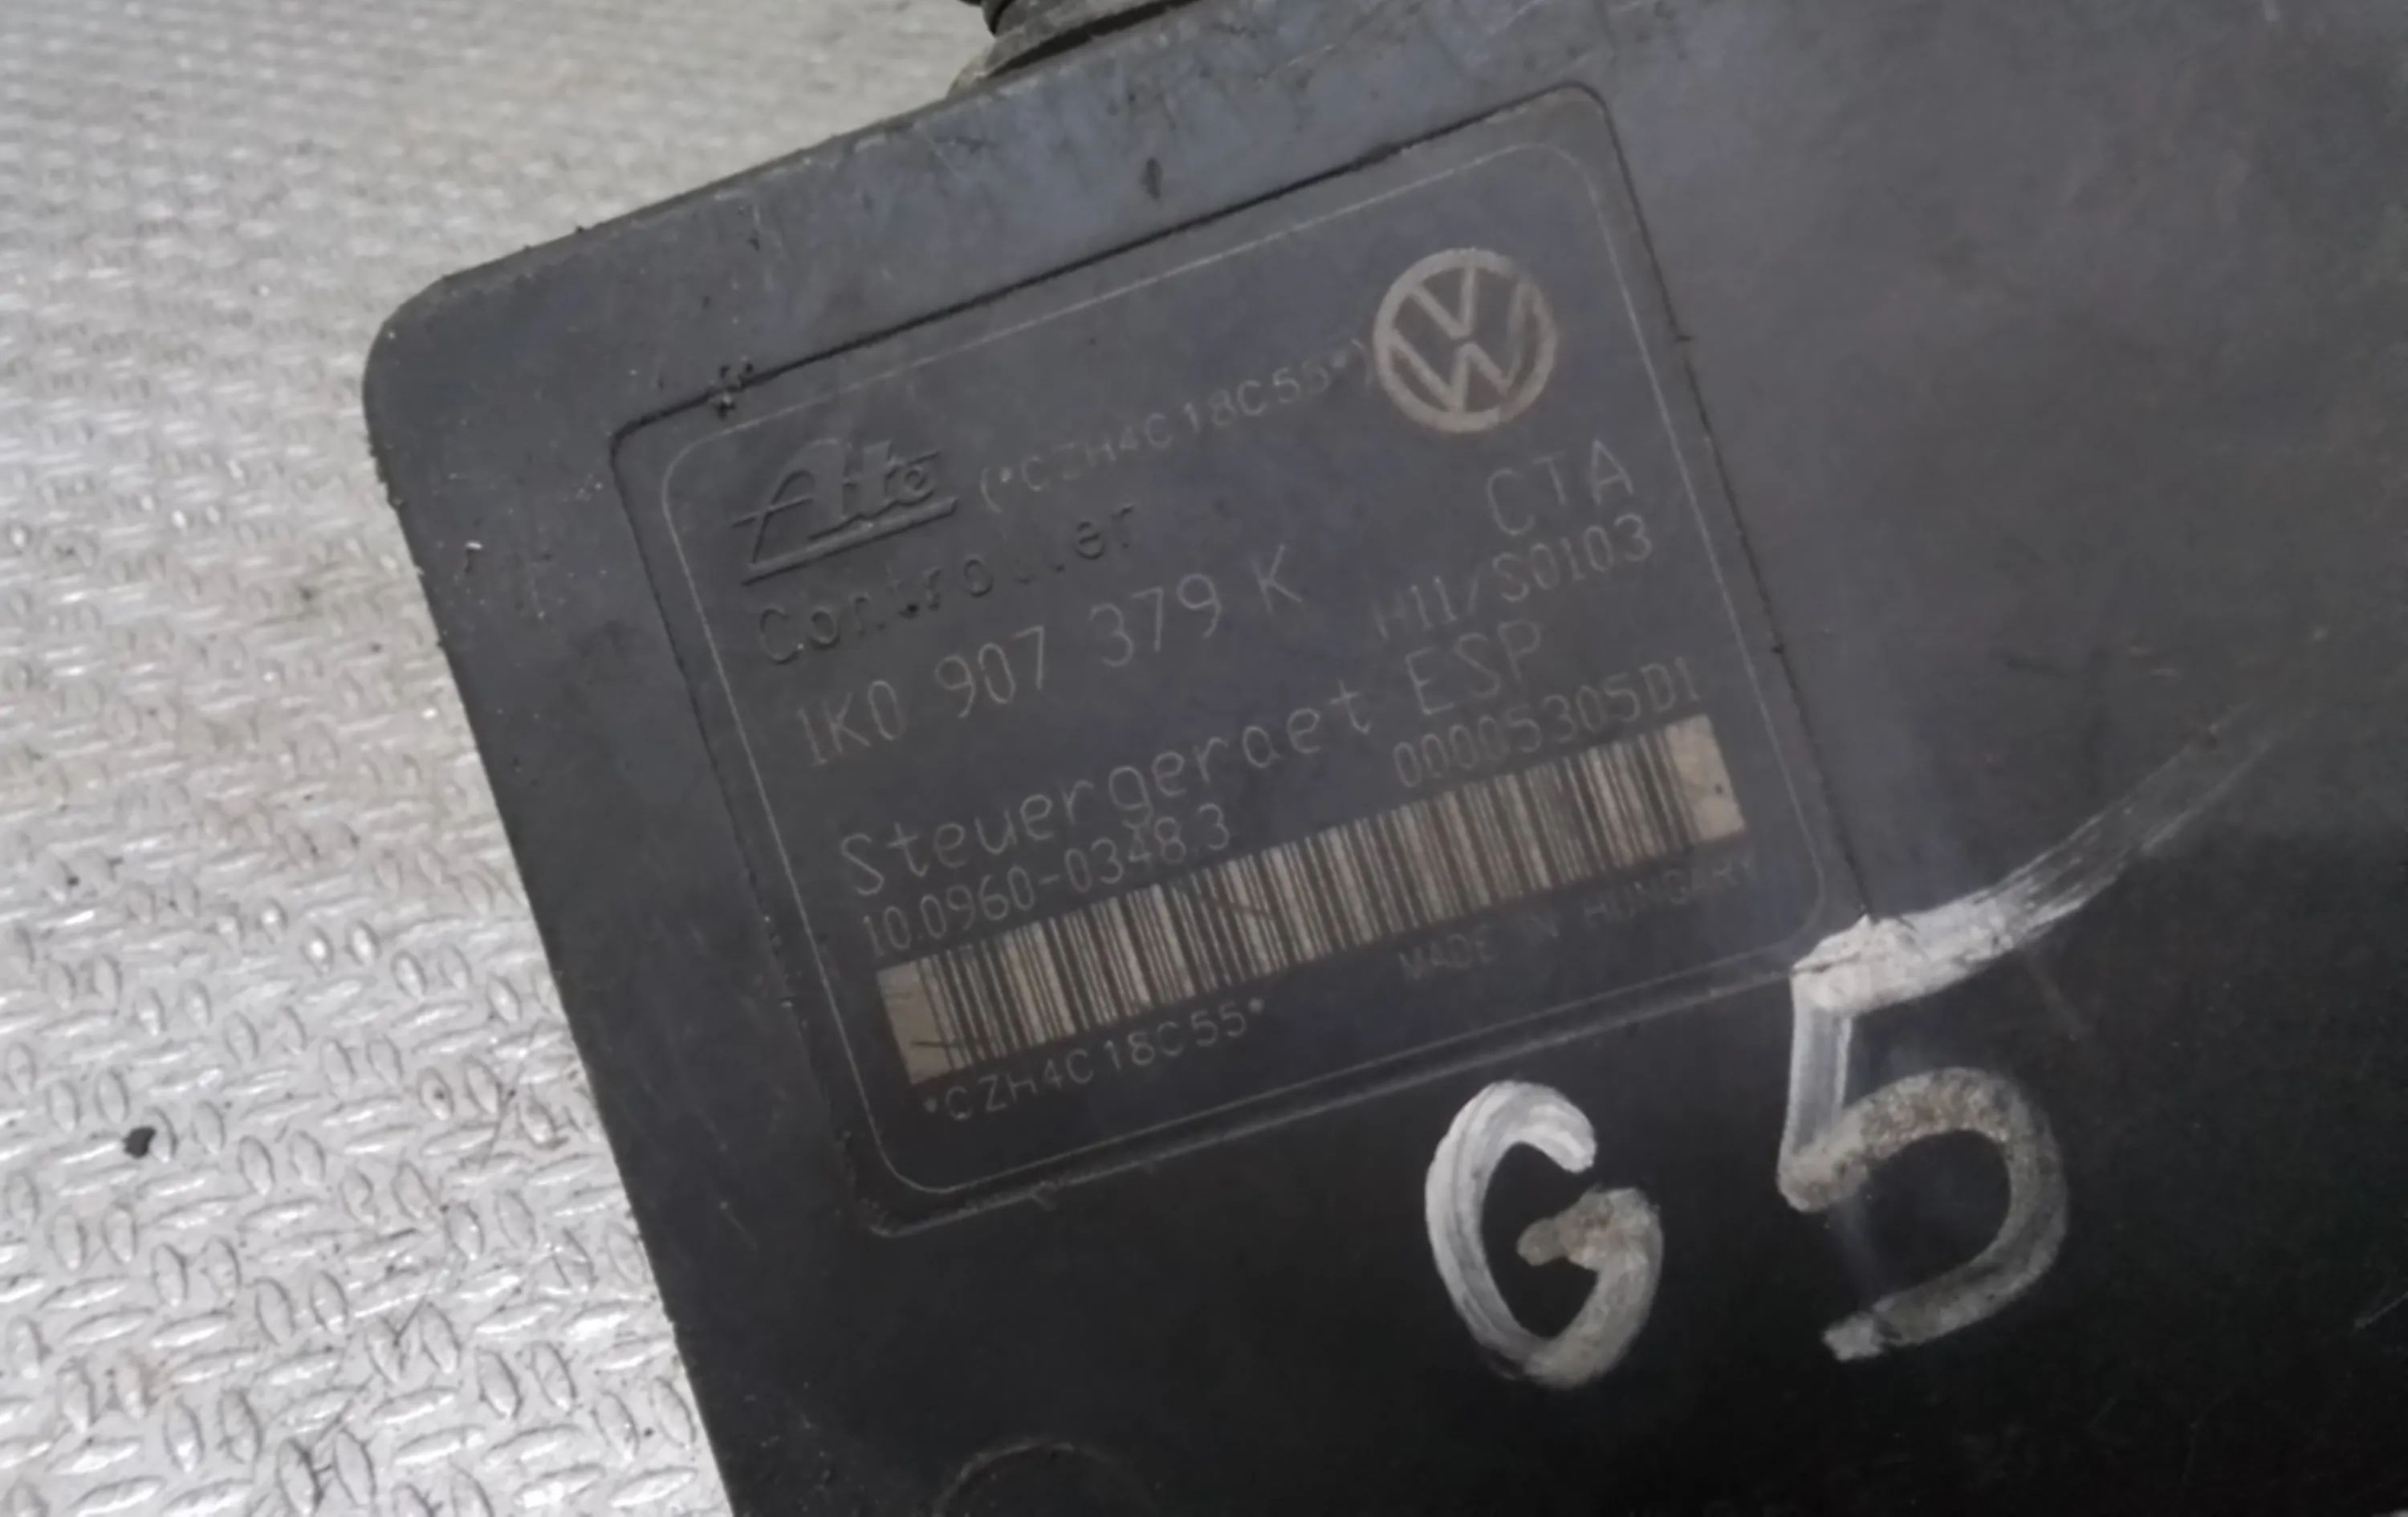 Ate (*CZH4C18C55*)
Controller CTA
1K0 907 379 K H11/S0103
Steuergeraet ESP
10.0960-0348.3 00005305D1
MADE IN HUNGARY
*CZH4C18C55*
G5